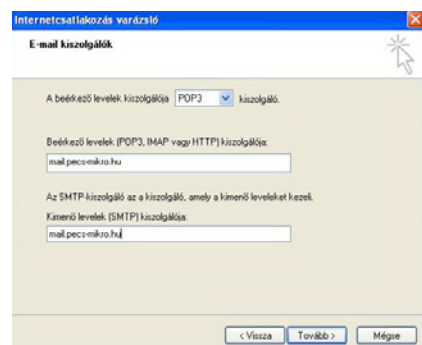 Internetcsatlakozás varázsló
E-mail kiszolgálók
A beérkező levelek kiszolgálója POP3 kiszolgáló.
Beérkező levelek (POP3, IMAP vagy HTTP) kiszolgálója:
mail.pecs-mikro.hu
Az SMTP-kiszolgáló az a kiszolgáló, amely a kimenő leveleket kezeli.
Kimenő levelek (SMTP) kiszolgálója:
mail.pecs-mikro.hu
< Vissza Tovább > Mégse